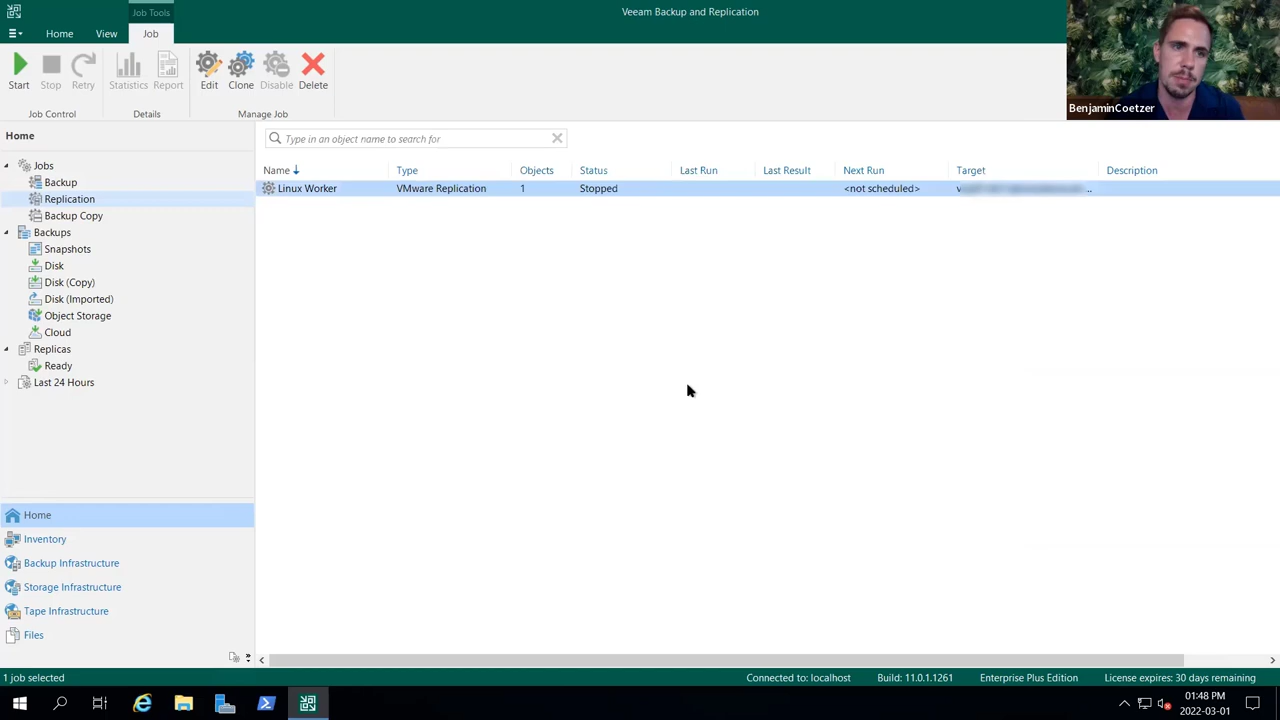 Job Tools
Veeam Backup and Replication
Home
View
Job
BenjaminCoetzer
Start
Stop
Retry
Statistics
Report
Edit
Clone
Disable
Delete
Job Control
Details
Manage Job
Home
Type in an object name to search for
Jobs
Backup
Replication
Backup Copy
Backups
Snapshots
Disk
Disk (Copy)
Disk (Imported)
Object Storage
Cloud
Replicas
Ready
Last 24 Hours
Name Type Objects Status Last Run Last Result Next Run Target Description
Linux Worker VMware Replication 1 Stopped <not scheduled>
Home
Inventory
Backup Infrastructure
Storage Infrastructure
Tape Infrastructure
Files
1 job selected
Connected to: localhost
Build: 11.0.1.1261
Enterprise Plus Edition
License expires: 30 days remaining
01:48 PM
2022-03-01